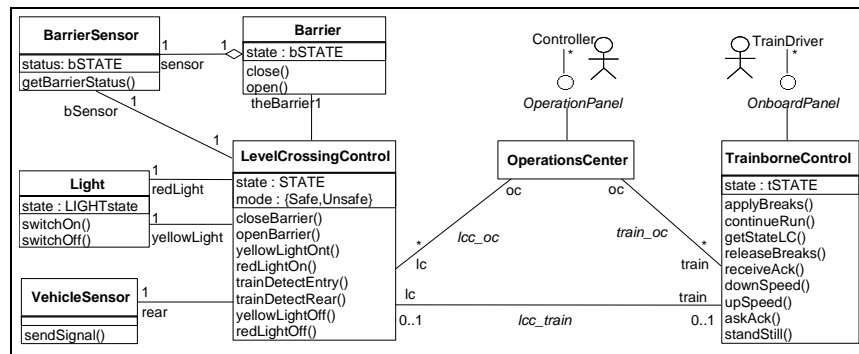 BarrierSensor
status: bSTATE
getBarrierStatus()
1
1
sensor
Barrier
state : bSTATE
close()
open()
theBarrier1
1
bSensor
1
Controller
*
OperationPanel
TrainDriver
*
OnboardPanel
Light
state : LIGHTstate
switchOn()
switchOff()
1
redLight
1
yellowLight
LevelCrossingControl
state : STATE
mode : {Safe,Unsafe}
closeBarrier()
openBarrier()
yellowLightOnt()
redLightOn()
trainDetectEntry()
trainDetectRear()
yellowLightOff()
redLightOff()
OperationsCenter
oc
oc
*
lcc_oc
lc
train_oc
*
train
TrainborneControl
state : tSTATE
applyBreaks()
continueRun()
getStateLC()
releaseBreaks()
receiveAck()
downSpeed()
upSpeed()
askAck()
standStill()
VehicleSensor
sendSignal()
1
rear
lc
train
0..1
lcc_train
0..1